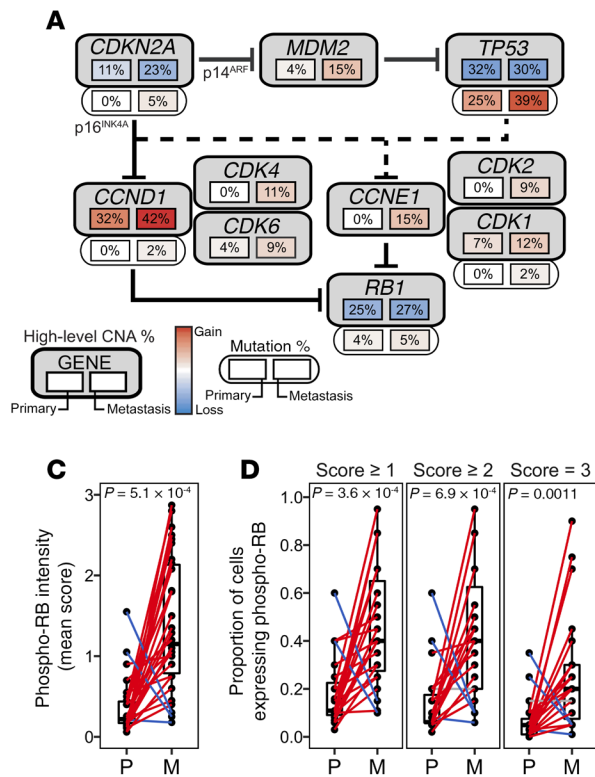 A
CDKN2A MDM2 TP53
11% 23% 4% 15% 32% 30%
p14ARF
0% 5% 25% 39%
p16INK4A
CDK4 CDK2
CCND1 0% 11% CCNE1 0% 9%
32% 42% CDK6 0% 15% CDK1
0% 2% 4% 9% 7% 12%
RB1 0% 2%
25% 27%
High-level CNA % Gain Mutation % 4% 5%
GENE
Primary Metastasis Loss Primary Metastasis
C D Score ≥ 1 Score ≥ 2 Score = 3
P = 5.1 × 10-4 P = 3.6 × 10-4 P = 6.9 × 10-4 P = 0.0011
Phospho-RB intensity
(mean score)
3
2
1
0
P M
Proportion of cells
expressing phospho-RB
1.0
0.8
0.6
0.4
0.2
0.0
P M P M P M